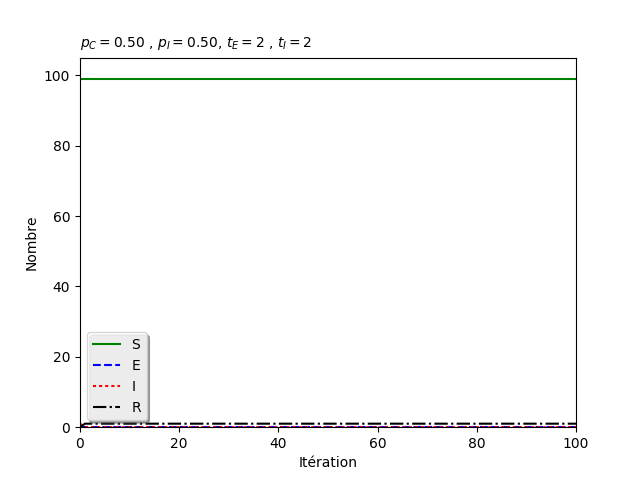 p_C = 0.50 , p_I = 0.50, t_E = 2 , t_I = 2
100
80
60
40
20
0
Nombre
S
E
I
R
0 20 40 60 80 100
Itération